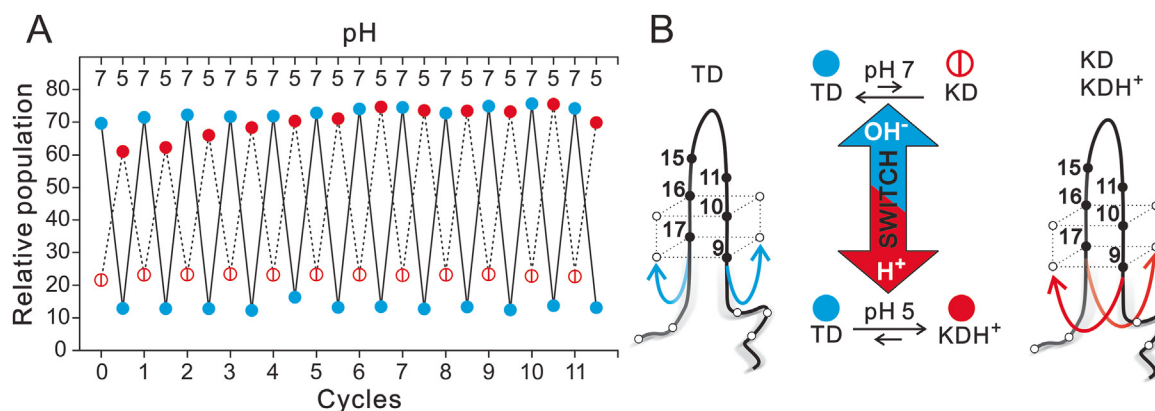 A
pH
7 5 7 5 7 5 7 5 7 5 7 5 7 5 7 5 7 5 7 5 7 5 7 5
80
70
60
50
40
30
20
10
0
Relative population
0 1 2 3 4 5 6 7 8 9 10 11
Cycles
B
TD
15
11
16
10
17
9
pH 7
TD KD
OH-
SWITCH
H+
pH 5
TD KDH+
KD
KDH+
15
11
16
10
17
9